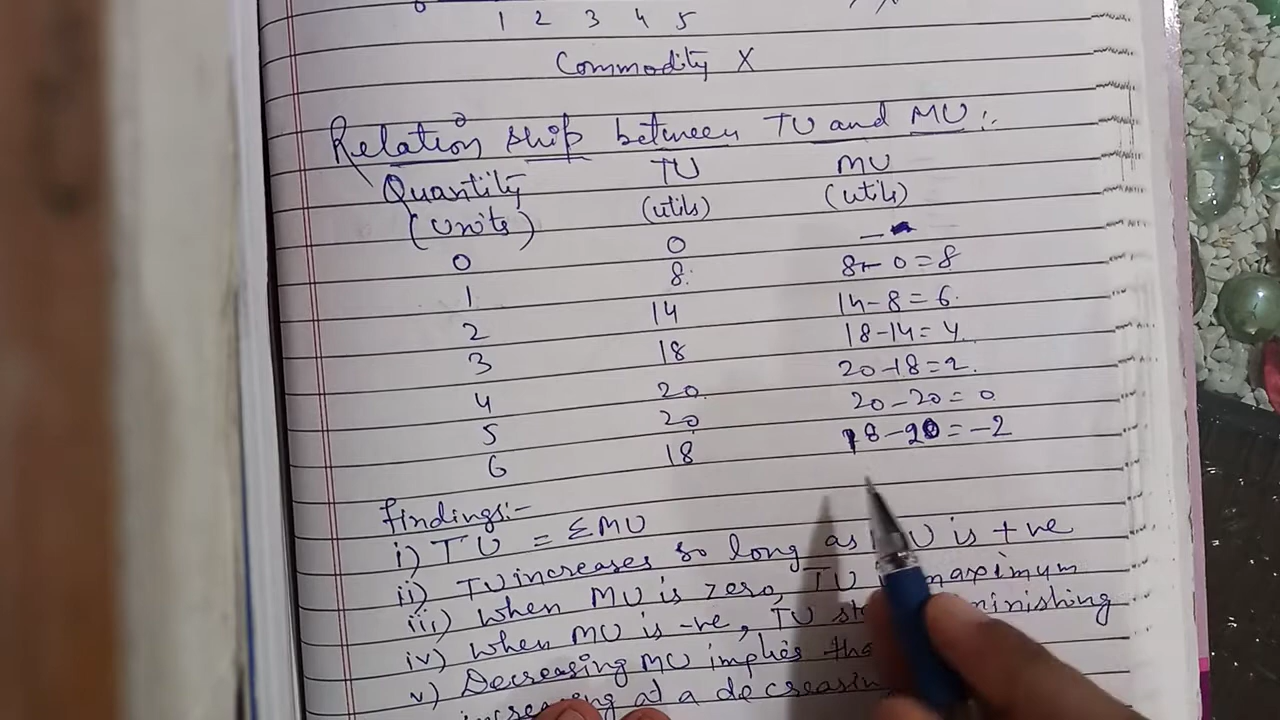 1 2 3 4 5
Commodity X
Relation ship between TU and MU :-
Quantity TU MU
(Units) (utils) (utils)
0 0 —
1 8 8-0=8
2 14 14-8=6
3 18 18-14=4
4 20 20-18=2
5 20 20-20=0
6 18 18-20=-2
findings:-
i) TU = ΣMU
ii) TU increases so long as MU is +ve
iii) When MU is zero, TU maximum
iv) When MU is -ve, TU
v) Decreasing MU implies
at a